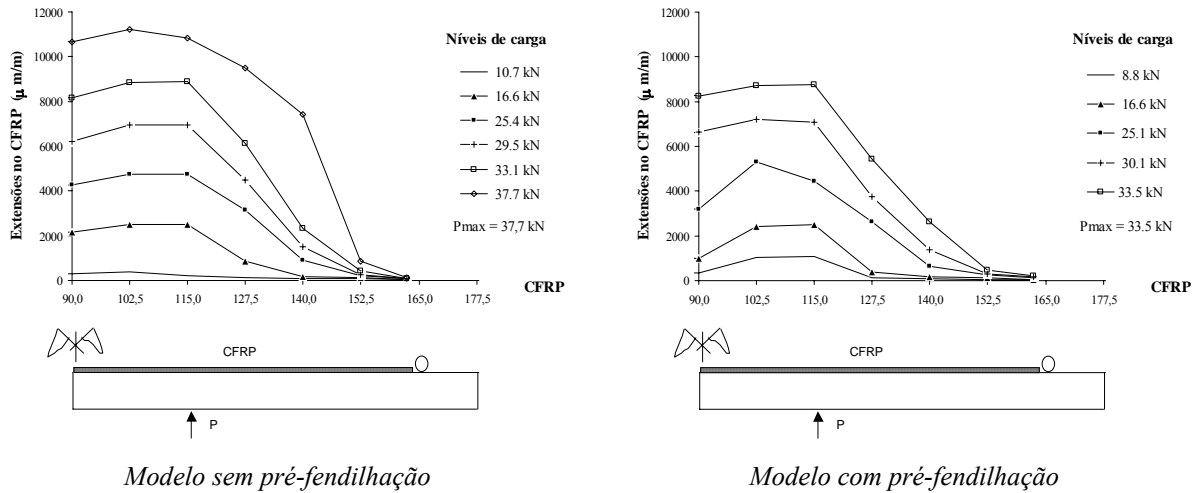 12000
10000
8000
6000
4000
2000
0
Extensões no CFRP (μ m/m)
90,0 102,5 115,0 127,5 140,0 152,5 165,0 177,5
CFRP
Níveis de carga
10.7 kN
16.6 kN
25.4 kN
29.5 kN
33.1 kN
37.7 kN
Pmax = 37,7 kN
CFRP
P
Modelo sem pré-fendilhação
12000
10000
8000
6000
4000
2000
0
Extensões no CFRP (μ m/m)
90,0 102,5 115,0 127,5 140,0 152,5 165,0 177,5
CFRP
Níveis de carga
8.8 kN
16.6 kN
25.1 kN
30.1 kN
33.5 kN
Pmax = 33.5 kN
CFRP
P
Modelo com pré-fendilhação